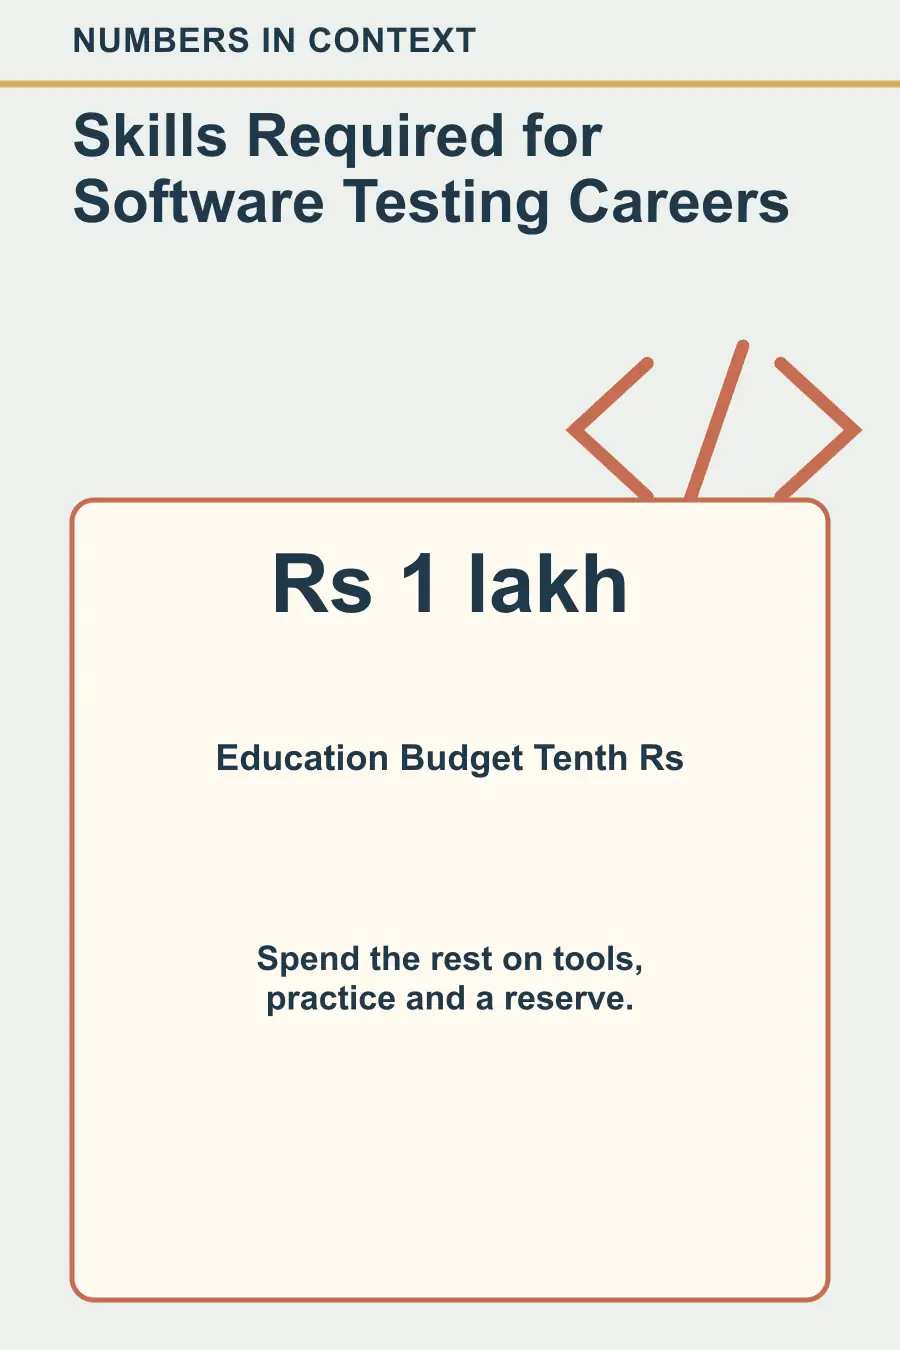 NUMBERS IN CONTEXT
Skills Required for
Software Testing Careers
Rs 1 lakh
Education Budget Tenth Rs
Spend the rest on tools,
practice and a reserve.